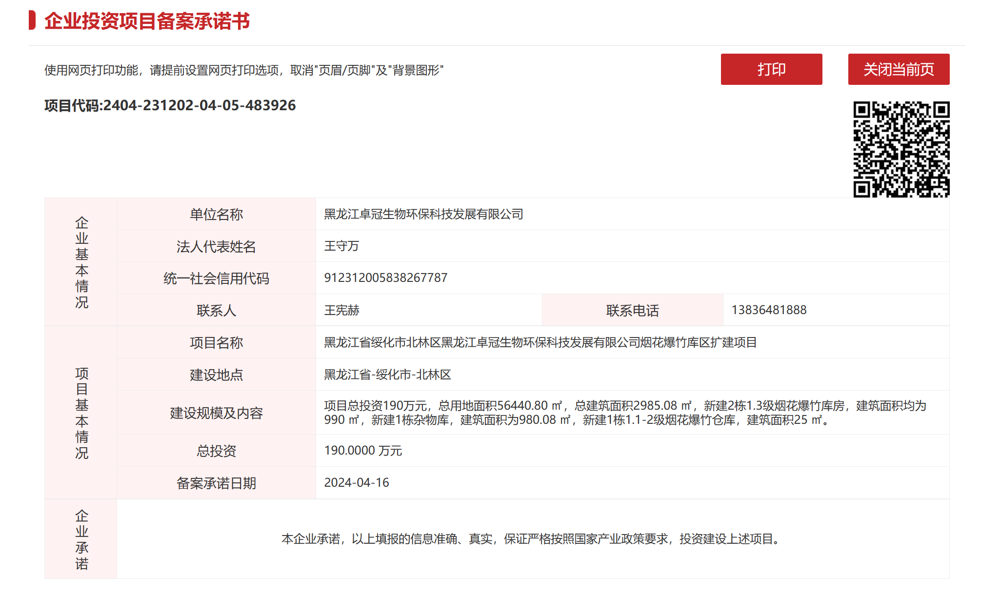 企业投资项目备案承诺书
使用网页打印功能，请提前设置网页打印选项，取消"页眉/页脚"及"背景图形"
打印
关闭当前页
项目代码:2404-231202-04-05-483926
企业基本情况
单位名称
黑龙江卓冠生物环保科技发展有限公司
法人代表姓名
王守万
统一社会信用代码
912312005838267787
联系人
王宪赫
联系电话
13836481888
项目基本情况
项目名称
黑龙江省绥化市北林区黑龙江卓冠生物环保科技发展有限公司烟花爆竹库区扩建项目
建设地点
黑龙江省-绥化市-北林区
建设规模及内容
项目总投资190万元，总用地面积56440.80 ㎡，总建筑面积2985.08 ㎡，新建2栋1.3级烟花爆竹库房，建筑面积均为
990 ㎡，新建1栋杂物库，建筑面积为980.08 ㎡，新建1栋1.1-2级烟花爆竹仓库，建筑面积25 ㎡。
总投资
190.0000 万元
备案承诺日期
2024-04-16
企业承诺
本企业承诺，以上填报的信息准确、真实，保证严格按照国家产业政策要求，投资建设上述项目。